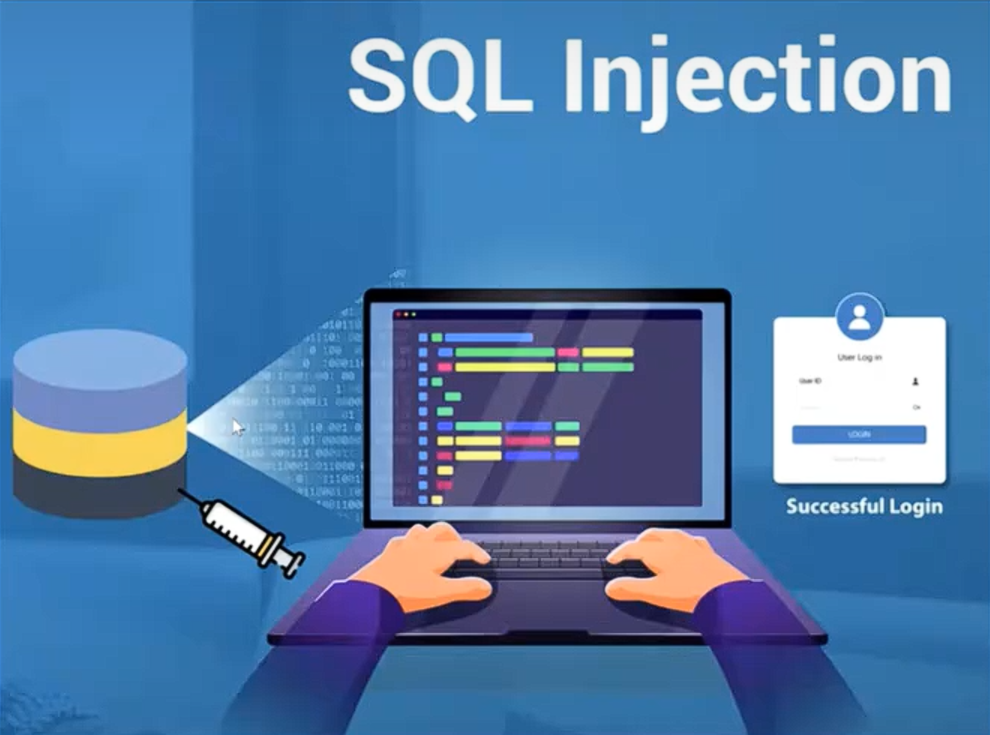 SQL Injection
User Log in
User ID
LOGIN
Successful Login